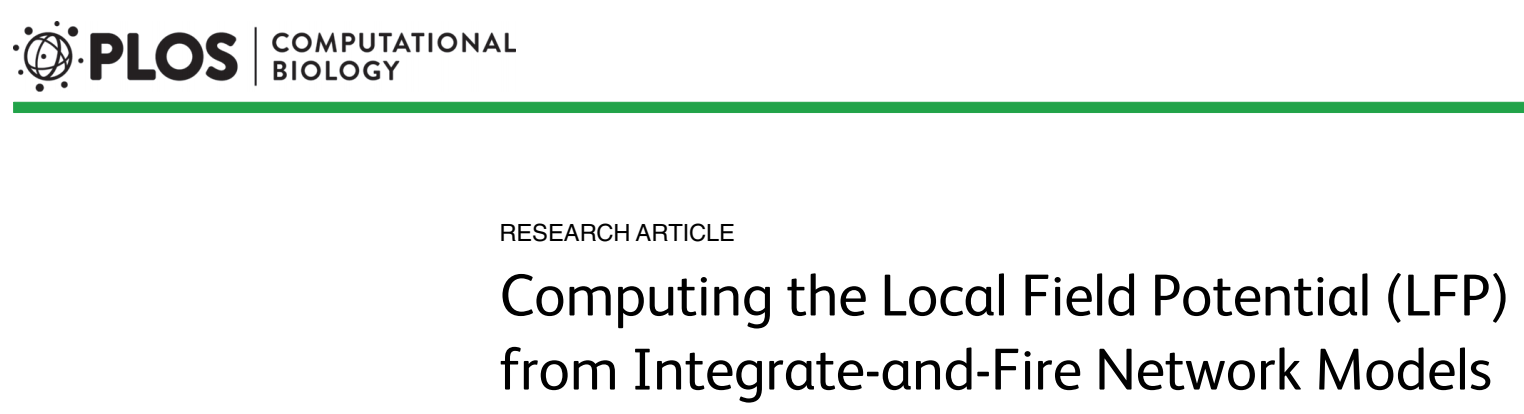 PLOS COMPUTATIONAL
BIOLOGY
RESEARCH ARTICLE
Computing the Local Field Potential (LFP)
from Integrate-and-Fire Network Models